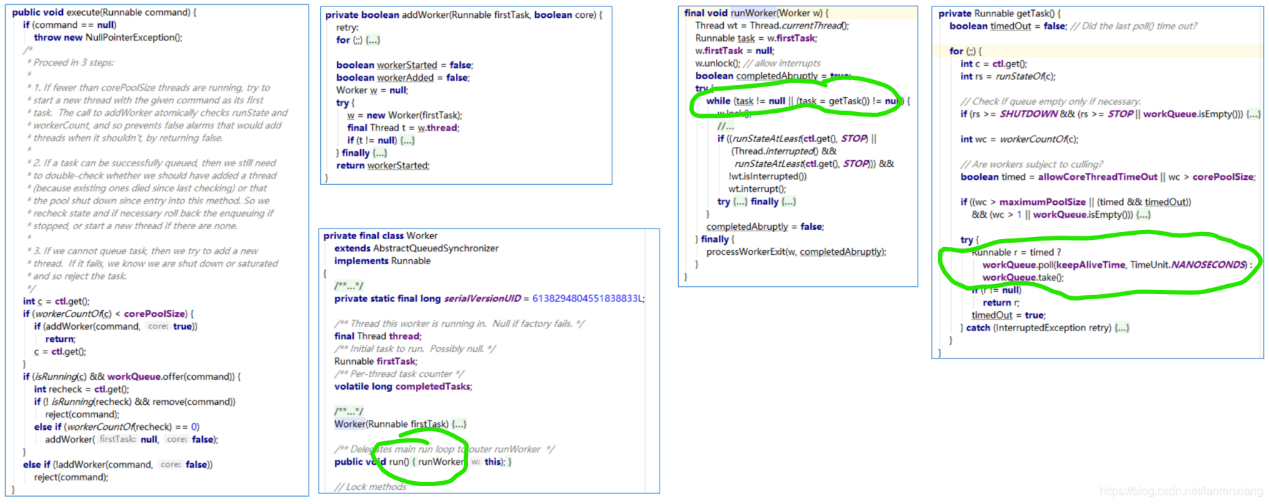 public void execute(Runnable command) {
if (command == null)
throw new NullPointerException();
/*
* Proceed in 3 steps:
*
* 1. If fewer than corePoolSize threads are running, try to
* start a new thread with the given command as its first
* task.  The call to addWorker atomically checks runState and
* workerCount, and so prevents false alarms that would add
* threads when it shouldn't, by returning false.
*
* 2. If a task can be successfully queued, then we still need
* to double-check whether we should have added a thread
* (because existing ones died since last checking) or that
* the pool shut down since entry into this method. So we
* recheck state and if necessary roll back the enqueuing if
* stopped, or start a new thread if there are none.
*
* 3. If we cannot queue task, then we try to add a new
* thread.  If it fails, we know we are shut down or saturated
* and so reject the task.
*/
int c = ctl.get();
if (workerCountOf(c) < corePoolSize) {
if (addWorker(command, core: true))
return;
c = ctl.get();
}
if (isRunning(c) && workQueue.offer(command)) {
int recheck = ctl.get();
if (! isRunning(recheck) && remove(command))
reject(command);
else if (workerCountOf(recheck) == 0)
addWorker( firstTask: null, core: false);
}
else if (!addWorker(command, core: false))
reject(command);
}
private boolean addWorker(Runnable firstTask, boolean core) {
retry:
for (;;) {...}
boolean workerStarted = false;
boolean workerAdded = false;
Worker w = null;
try {
w = new Worker(firstTask);
final Thread t = w.thread;
if (t != null) {...}
} finally {...}
return workerStarted;
}
private final class Worker
extends AbstractQueuedSynchronizer
implements Runnable
{
/**...*/
private static final long serialVersionUID = 6138294804551838833L;
/** Thread this worker is running in.  Null if factory fails. */
final Thread thread;
/** Initial task to run.  Possibly null. */
Runnable firstTask;
/** Per-thread task counter */
volatile long completedTasks;
/**...*/
Worker(Runnable firstTask) {...}
/** Delegates main run loop to outer runWorker  */
public void run() { runWorker( w: this); }
// Lock methods
final void runWorker(Worker w) {
Thread wt = Thread.currentThread();
Runnable task = w.firstTask;
w.firstTask = null;
w.unlock(); // allow interrupts
boolean completedAbruptly = true;
try {
while (task != null || (task = getTask()) != null) {
w.lock();
//...
if ((runStateAtLeast(ctl.get(), STOP) ||
(Thread.interrupted() &&
runStateAtLeast(ctl.get(), STOP))) &&
!wt.isInterrupted())
wt.interrupt();
try {...} finally {...}
}
completedAbruptly = false;
} finally {
processWorkerExit(w, completedAbruptly);
}
}
private Runnable getTask() {
boolean timedOut = false; // Did the last poll() time out?
for (;;) {
int c = ctl.get();
int rs = runStateOf(c);
// Check if queue empty only if necessary.
if (rs >= SHUTDOWN && (rs >= STOP || workQueue.isEmpty())) {...}
int wc = workerCountOf(c);
// Are workers subject to culling?
boolean timed = allowCoreThreadTimeOut || wc > corePoolSize;
if ((wc > maximumPoolSize || (timed && timedOut))
&& (wc > 1 || workQueue.isEmpty())) {...}
try {
Runnable r = timed ?
workQueue.poll(keepAliveTime, TimeUnit.NANOSECONDS) :
workQueue.take();
if (r != null)
return r;
timedOut = true;
} catch (InterruptedException retry) {...}
}
}
https://blog.csdn.net/fanrenxiang